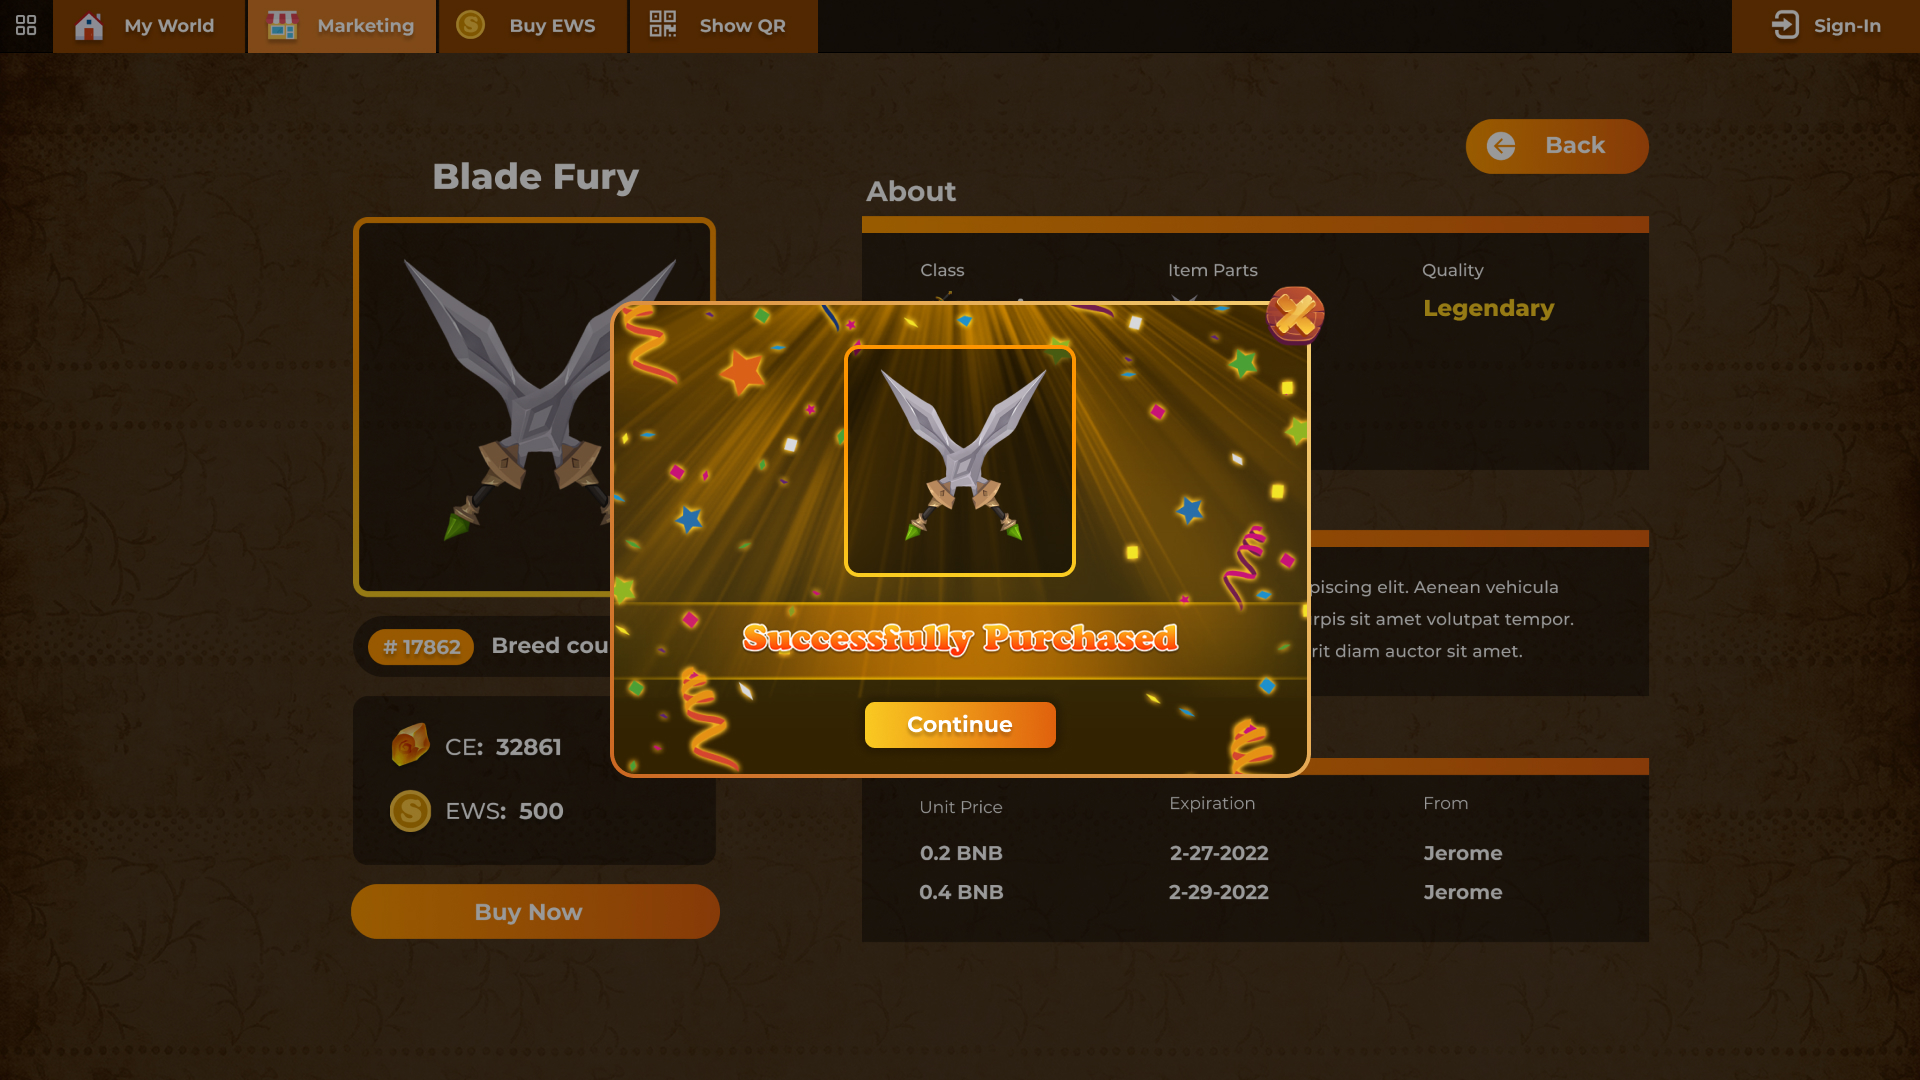 My World
Marketing
Buy EWS
Show QR
Sign-In
Back
Blade Fury
About
Class
Item Parts
Quality
Legendary
# 17862
Breed cou
piscing elit. Aenean vehicula
rpis sit amet volutpat tempor.
rit diam auctor sit amet.
Successfully Purchased
Continue
CE: 32861
EWS: 500
Buy Now
Unit Price
Expiration
From
0.2 BNB
2-27-2022
Jerome
0.4 BNB
2-29-2022
Jerome